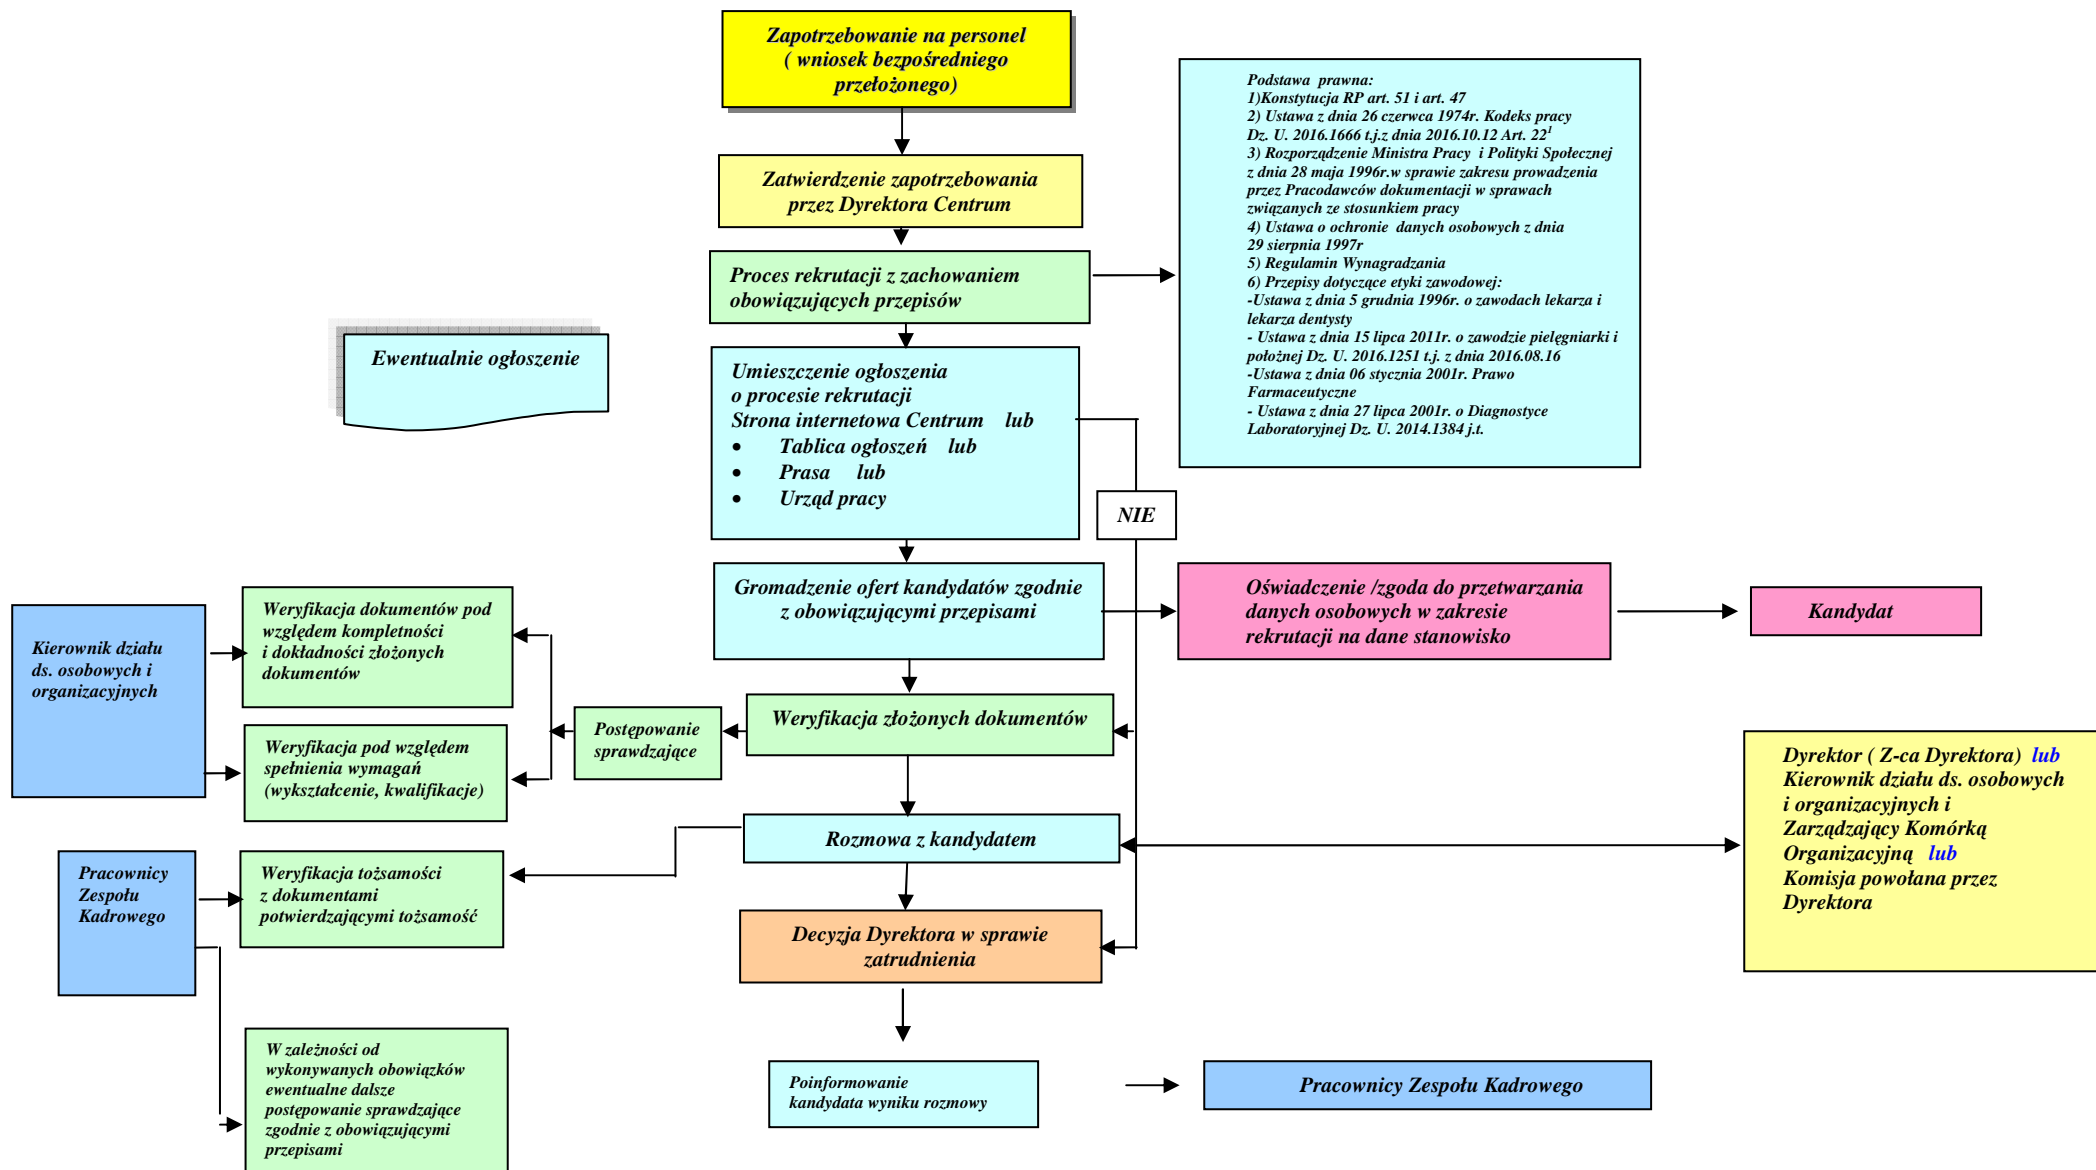 Zapotrzebowanie na personel
( wniosek bezpośredniego
przełożonego)
Podstawa prawna:
1)Konstytucja RP art. 51 i art. 47
2) Ustawa z dnia 26 czerwca 1974r. Kodeks pracy
Dz. U. 2016.1666 t.j.z dnia 2016.10.12 Art. 22¹
3) Rozporządzenie Ministra Pracy i Polityki Społecznej
z dnia 28 maja 1996r.w sprawie zakresu prowadzenia
przez Pracodawców dokumentacji w sprawach
związanych ze stosunkiem pracy
4) Ustawa o ochronie danych osobowych z dnia
29 sierpnia 1997r
5) Regulamin Wynagradzania
6) Przepisy dotyczące etyki zawodowej:
-Ustawa z dnia 5 grudnia 1996r. o zawodach lekarza i
lekarza dentysty
- Ustawa z dnia 15 lipca 2011r. o zawodzie pielęgniarki i
położnej Dz. U. 2016.1251 t.j. z dnia 2016.08.16
-Ustawa z dnia 06 stycznia 2001r. Prawo
Farmaceutyczne
- Ustawa z dnia 27 lipca 2001r. o Diagnostyce
Laboratoryjnej Dz. U. 2014.1384 j.t.
Zatwierdzenie zapotrzebowania
przez Dyrektora Centrum
Proces rekrutacji z zachowaniem
obowiązujących przepisów
Ewentualnie ogłoszenie
Umieszczenie ogłoszenia
o procesie rekrutacji
Strona internetowa Centrum lub
• Tablica ogłoszeń lub
• Prasa lub
• Urząd pracy
NIE
Gromadzenie ofert kandydatów zgodnie
z obowiązującymi przepisami
Oświadczenie /zgoda do przetwarzania
danych osobowych w zakresie
rekrutacji na dane stanowisko
Kandydat
Kierownik działu
ds. osobowych i
organizacyjnych
Weryfikacja dokumentów pod
względem kompletności
i dokładności złożonych
dokumentów
Weryfikacja złożonych dokumentów
Postępowanie
sprawdzające
Weryfikacja pod względem
spełnienia wymagań
(wykształcenie, kwalifikacje)
Dyrektor ( Z-ca Dyrektora) lub
Kierownik działu ds. osobowych
i organizacyjnych i
Zarządzający Komórką
Organizacyjną lub
Komisja powołana przez
Dyrektora
Rozmowa z kandydatem
Pracownicy
Zespołu
Kadrowego
Weryfikacja tożsamości
z dokumentami
potwierdzającymi tożsamość
Decyzja Dyrektora w sprawie
zatrudnienia
W zależności od
wykonywanych obowiązków
ewentualne dalsze
postępowanie sprawdzające
zgodnie z obowiązującymi
przepisami
Poinformowanie
kandydata wyniku rozmowy
Pracownicy Zespołu Kadrowego